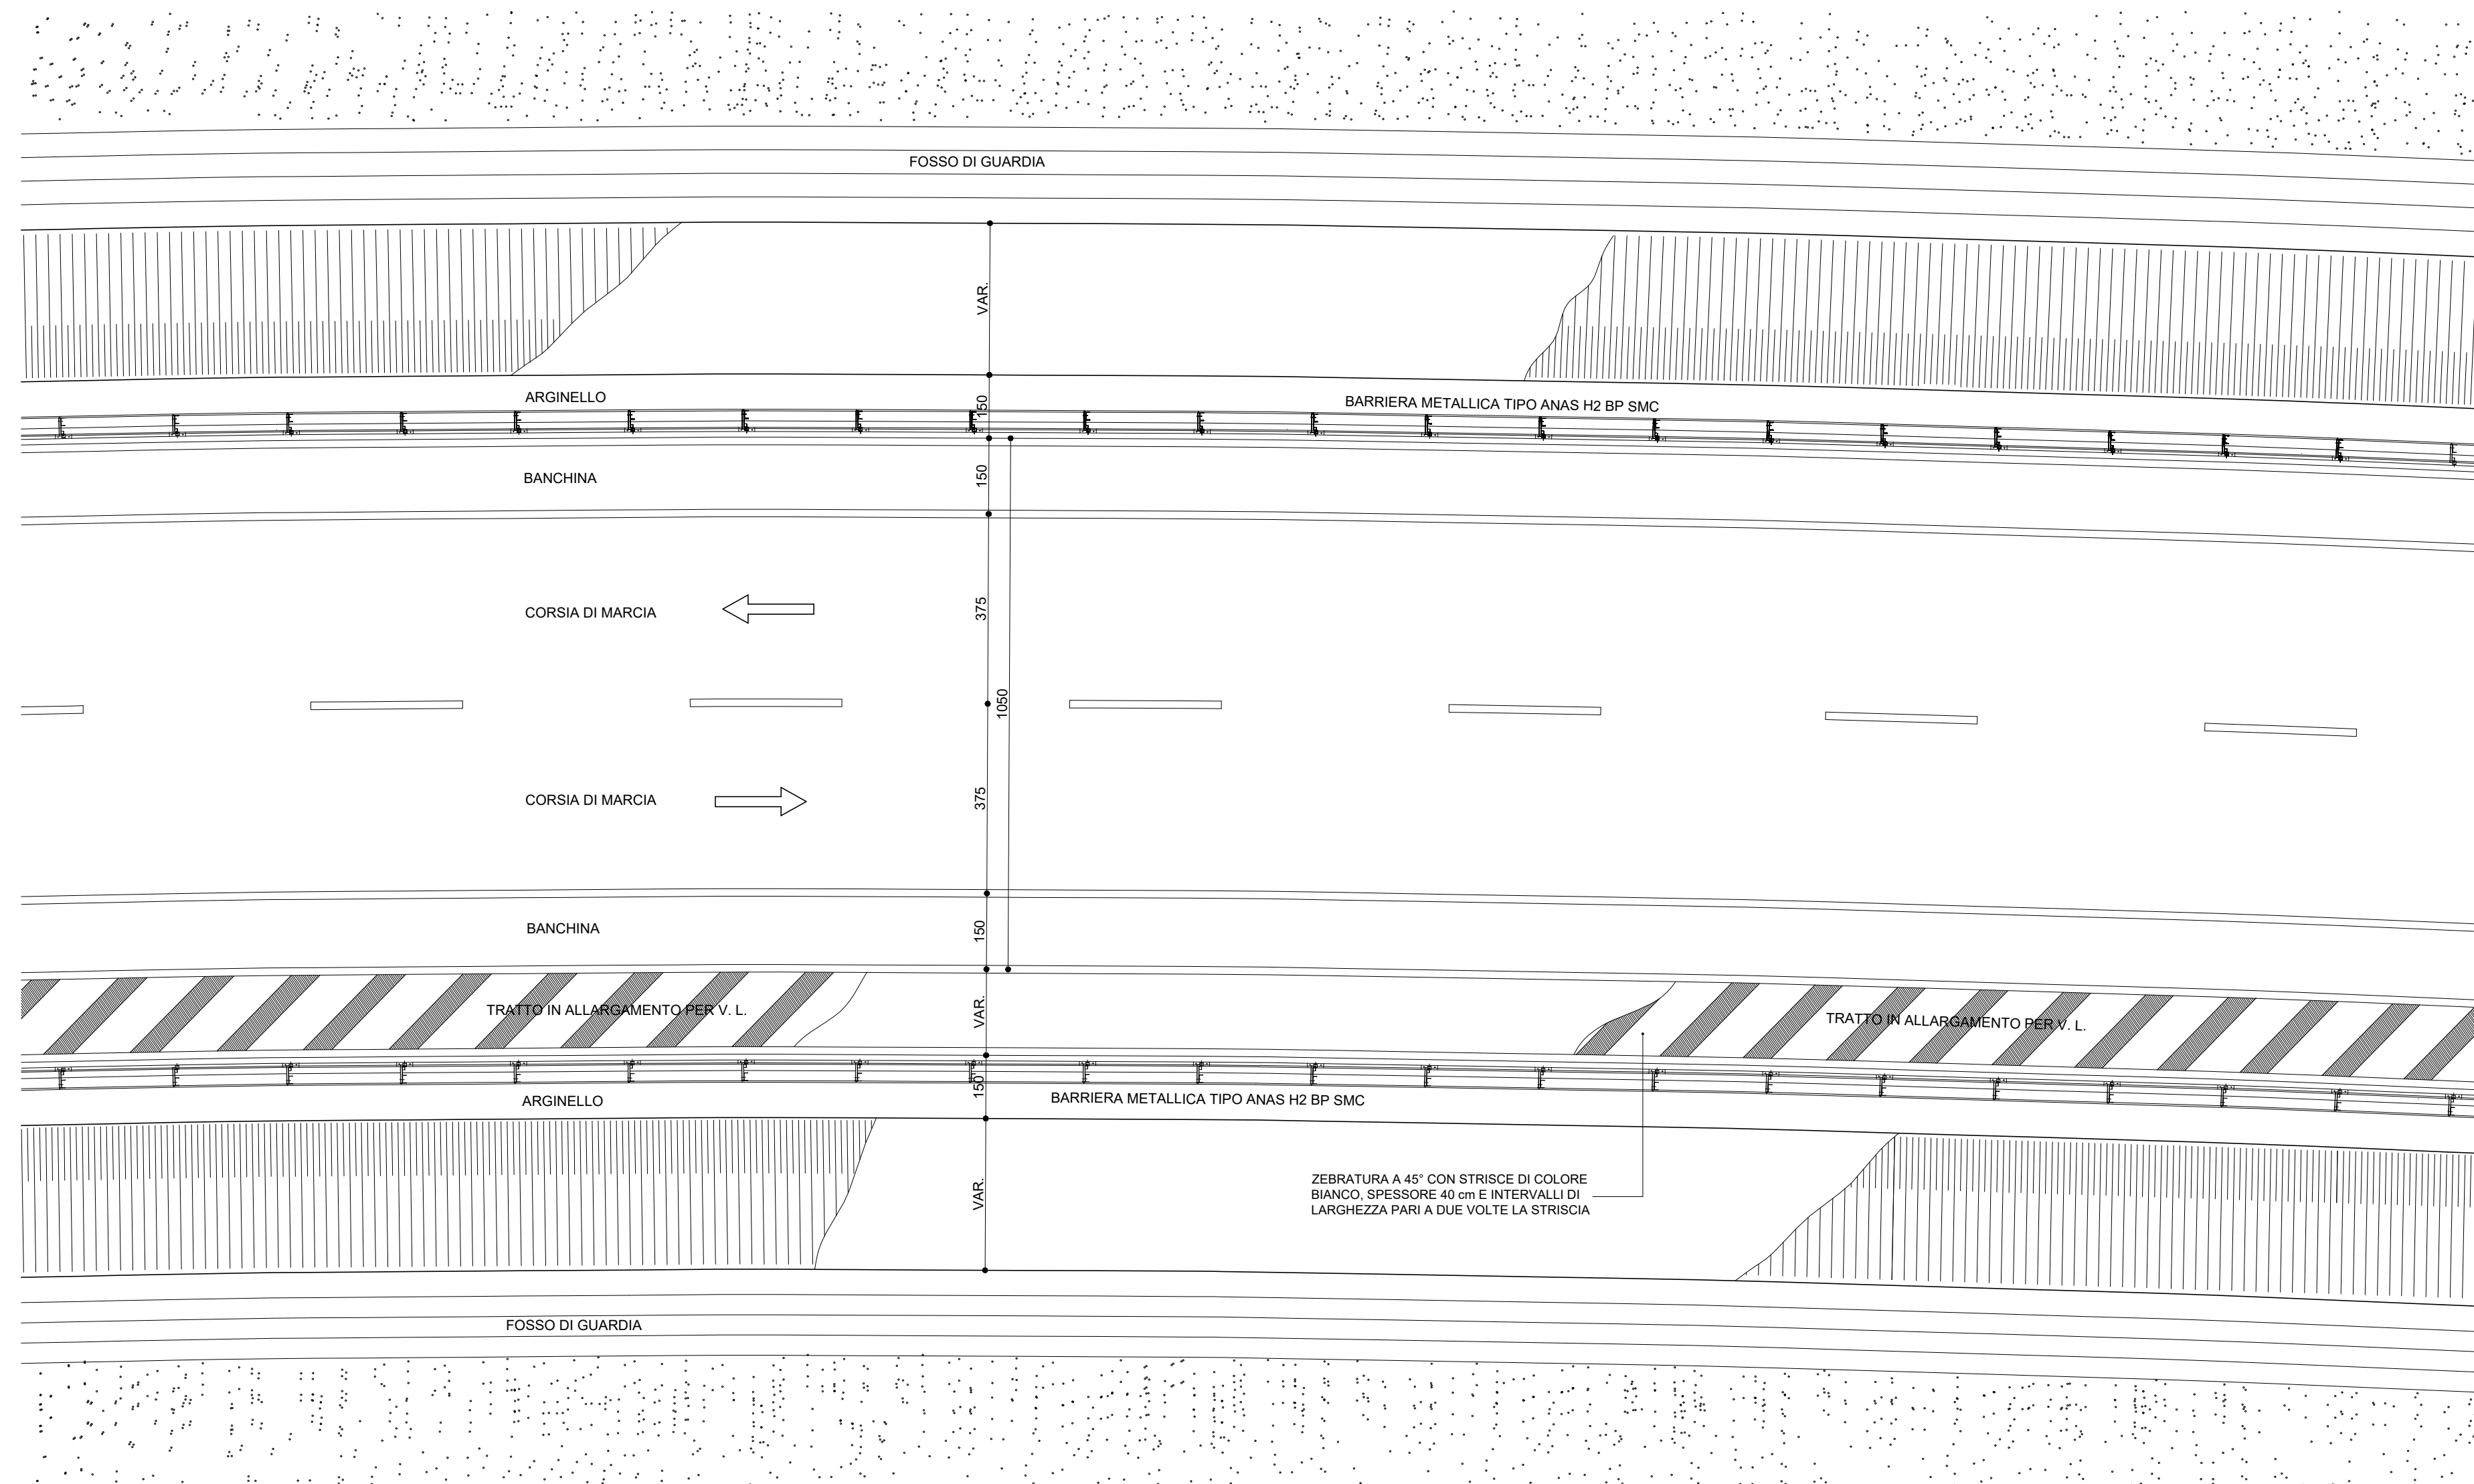 FOSSO DI GUARDIA
VAR.
ARGINELLO
150
BARRIERA METALLICA TIPO ANAS H2 BP SMC
BANCHINA
150
CORSIA DI MARCIA
375
1050
CORSIA DI MARCIA
375
BANCHINA
150
TRATTO IN ALLARGAMENTO PER V. L.
VAR.
TRATTO IN ALLARGAMENTO PER V. L.
ARGINELLO
150
BARRIERA METALLICA TIPO ANAS H2 BP SMC
VAR.
ZEBRATURA A 45° CON STRISCE DI COLORE
BIANCO, SPESSORE 40 cm E INTERVALLI DI
LARGHEZZA PARI A DUE VOLTE LA STRISCIA
FOSSO DI GUARDIA